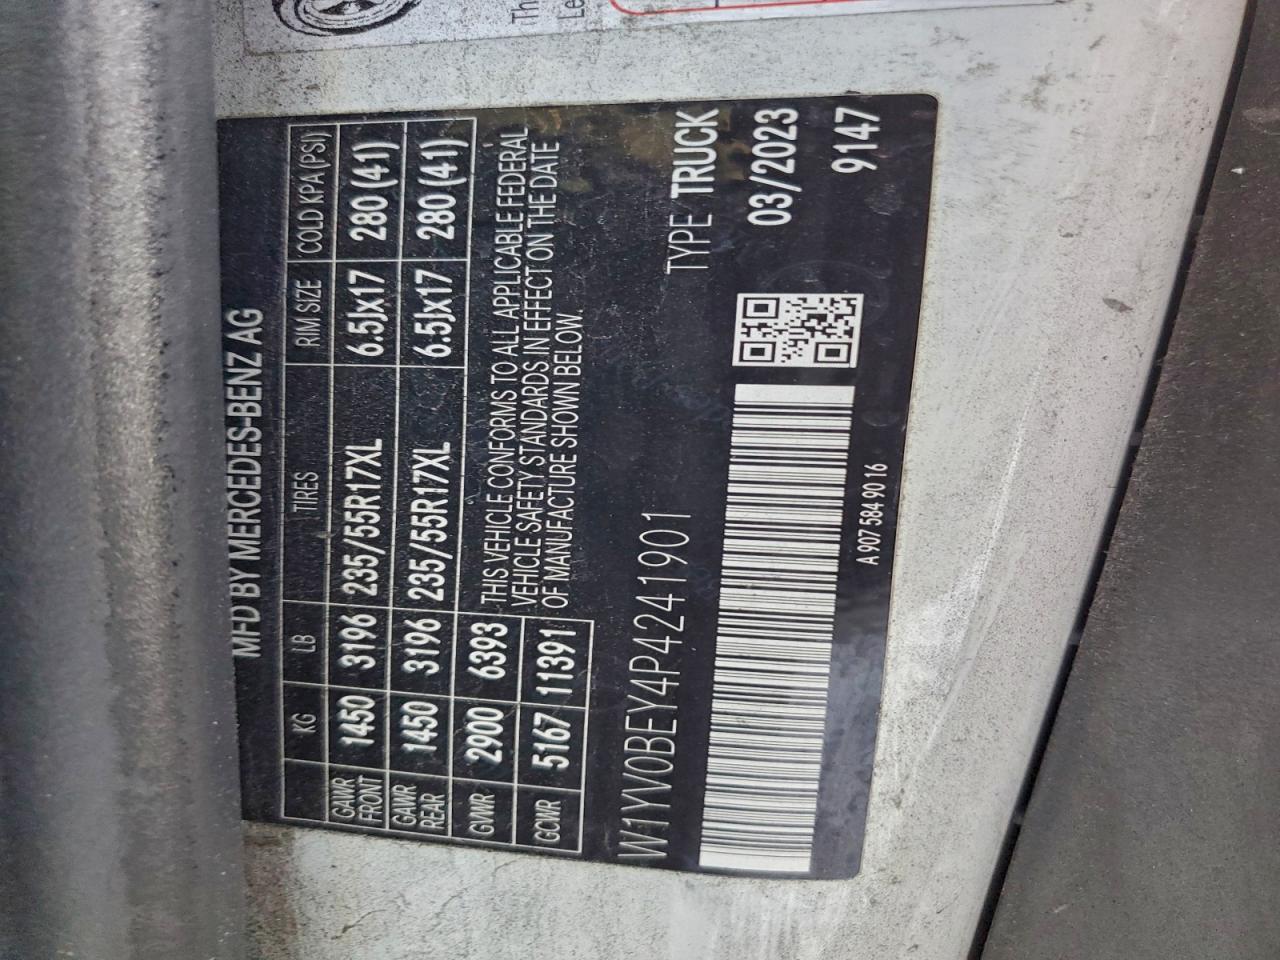 Th
Le
MFD BY MERCEDES-BENZ AG
KG LB TIRES RIM SIZE COLD KPA (PSI)
GAWR FRONT 1450 3196 235/55R17XL 6.5Jx17 280 (41)
GAWR REAR 1450 3196 235/55R17XL 6.5Jx17 280 (41)
GVWR 2900 6393
GCWR 5167 11391
THIS VEHICLE CONFORMS TO ALL APPLICABLE FEDERAL
VEHICLE SAFETY STANDARDS IN EFFECT ON THE DATE
OF MANUFACTURE SHOWN BELOW.
W1YV0BEY4P4241901
TYPE TRUCK
03/2023
9147
A 907 584 90 16